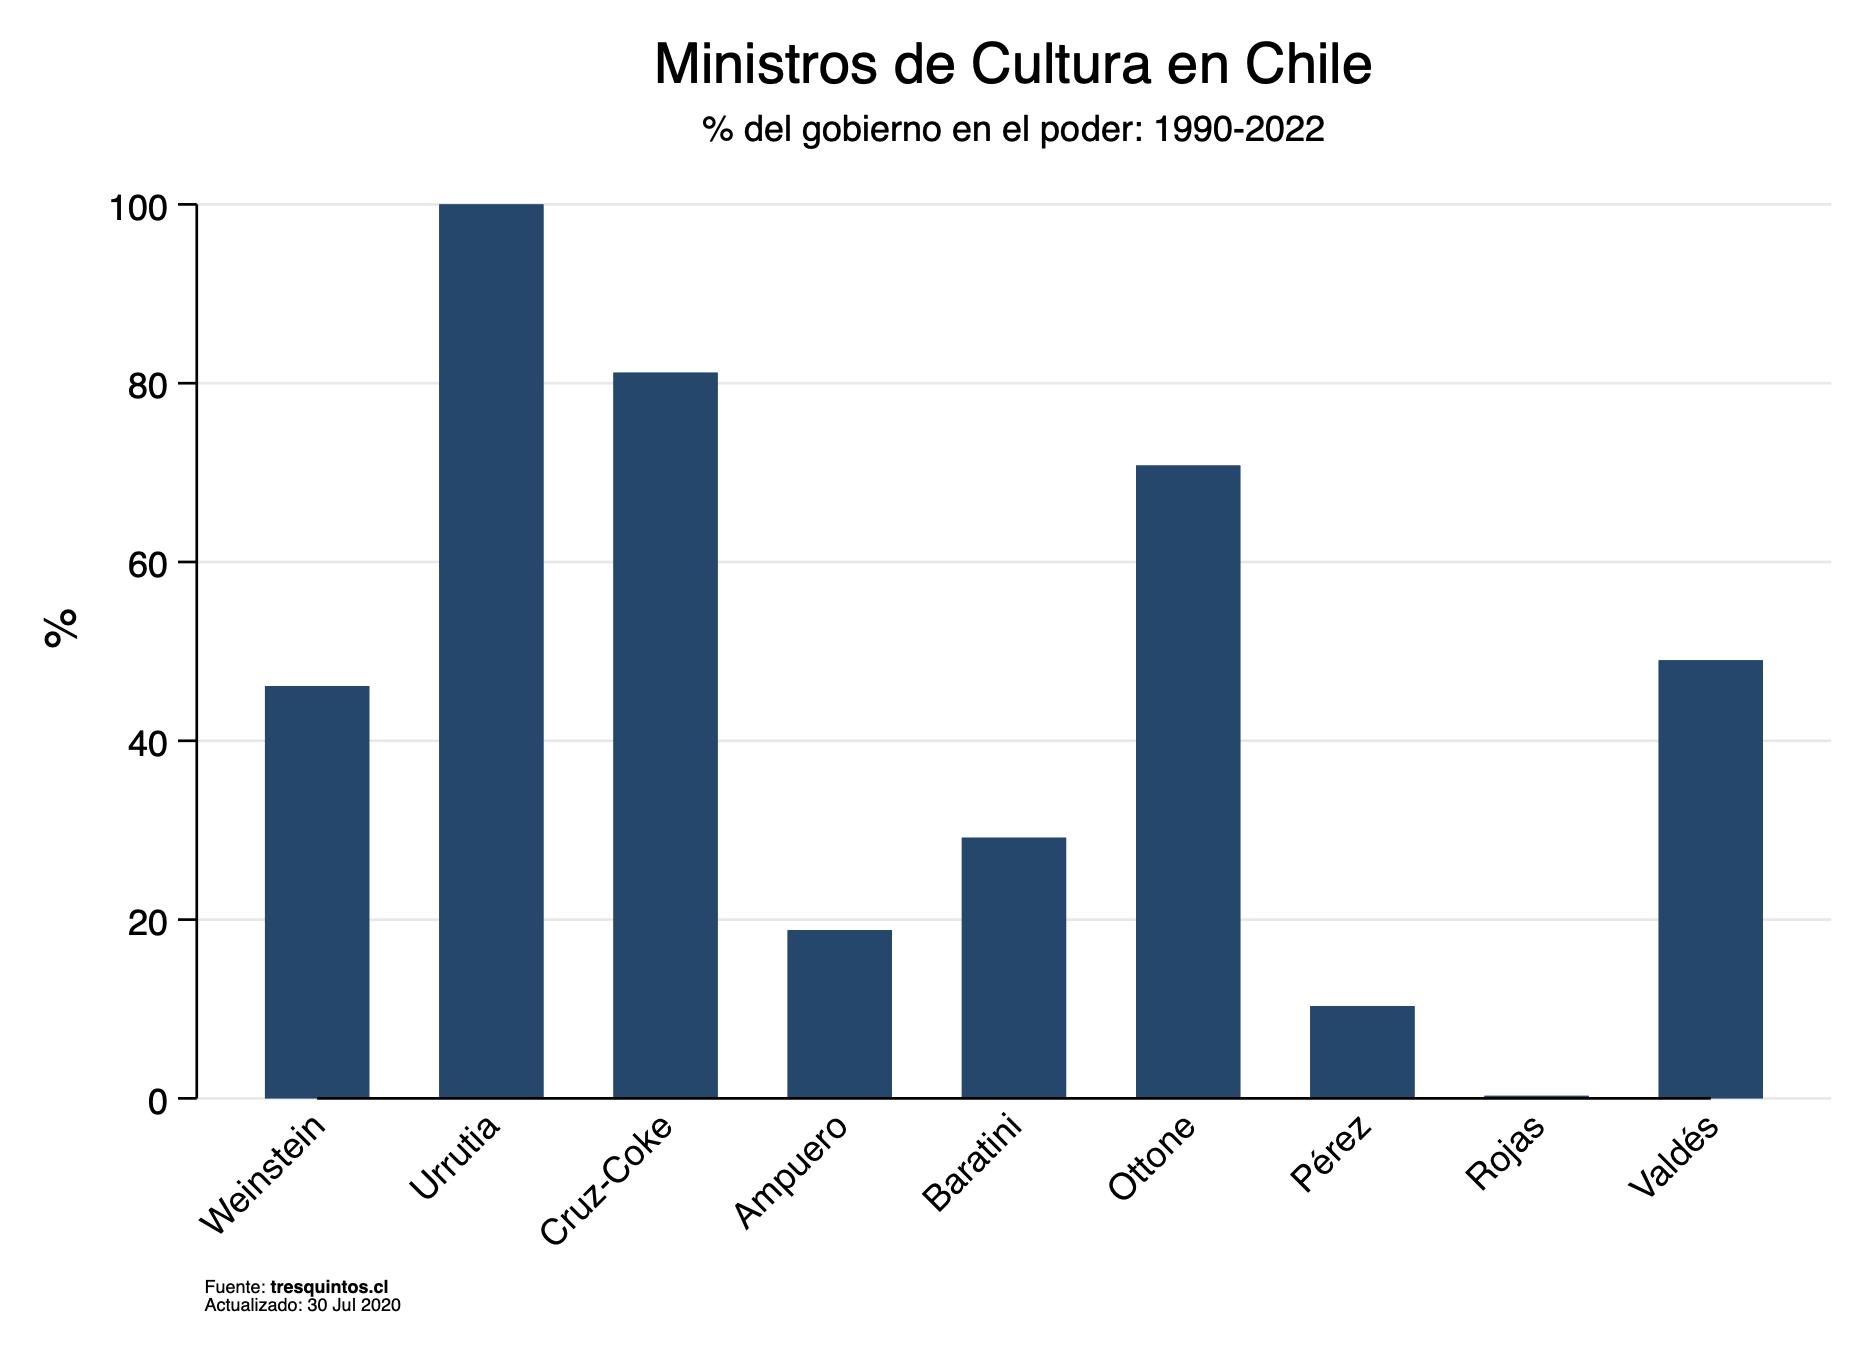 Ministros de Cultura en Chile
% del gobierno en el poder: 1990-2022
%
100
80
60
40
20
0
Weinstein
Urrutia
Cruz-Coke
Ampuero
Baratini
Ottone
Pérez
Rojas
Valdés
Fuente: tresquintos.cl
Actualizado: 30 Jul 2020